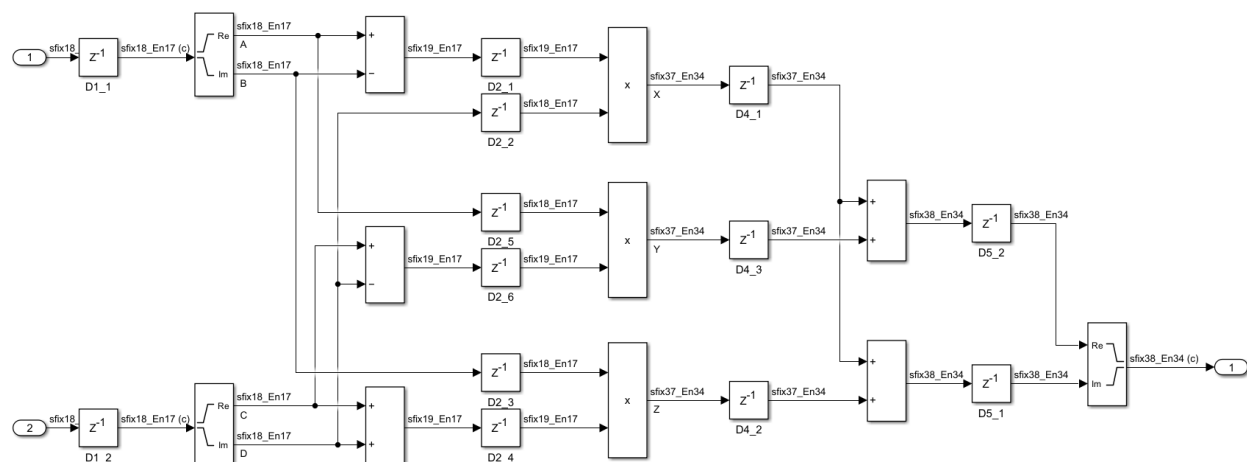 sfix18_En17
sfix18_En17
+
sfix19_En17
sfix19_En17
1
sfix18_
Z-1
sfix18_En17 (c)
Re
A
sfix18_En17
Z-1
Im
B
−
D1_1
D2_1
sfix18_En17
x
sfix37_En34
X
Z-1
sfix37_En34
Z-1
D4_1
D2_2
sfix18_En17
+
sfix38_En34
Z-1
sfix38_En34
Z-1
D2_5
x
sfix37_En34
Y
Z-1
sfix37_En34
+
D5_2
+
sfix19_En17
sfix19_En17
D4_3
Z-1
−
D2_6
Re
sfix38_En34 (c)
1
+
sfix38_En34
sfix38_En34
Im
sfix18_En17
Z-1
Z-1
D2_3
x
sfix37_En34
Z
Z-1
sfix37_En34
+
D5_1
sfix18_En17
+
sfix19_En17
sfix19_En17
D4_2
2
sfix18_
Z-1
sfix18_En17 (c)
Re
C
sfix18_En17
Z-1
Im
D
+
D1_2
D2_4